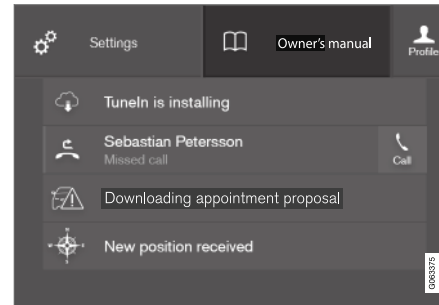 Settings
Owner's manual
Profile
TuneIn is installing
Sebastian Petersson
Missed call
Call
Downloading appointment proposal
New position received
G063375